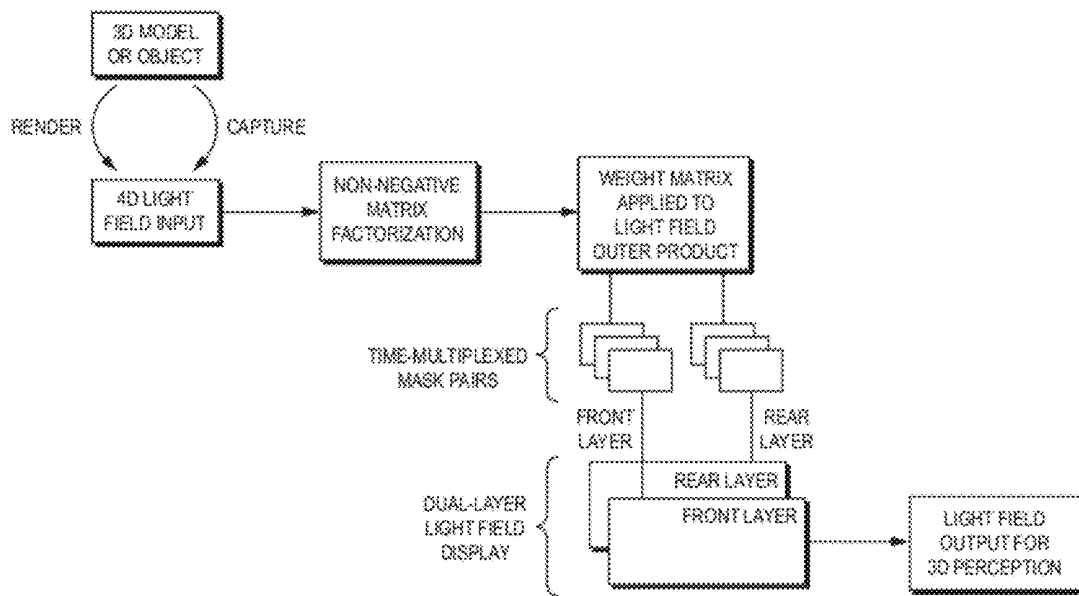 3D MODEL
OR OBJECT
RENDER
CAPTURE
4D LIGHT
FIELD INPUT
NON-NEGATIVE
MATRIX
FACTORIZATION
WEIGHT MATRIX
APPLIED TO
LIGHT FIELD
OUTER PRODUCT
TIME-MULTIPLEXED
MASK PAIRS
FRONT
LAYER
REAR
LAYER
DUAL-LAYER
LIGHT FIELD
DISPLAY
REAR LAYER
FRONT LAYER
LIGHT FIELD
OUTPUT FOR
3D PERCEPTION